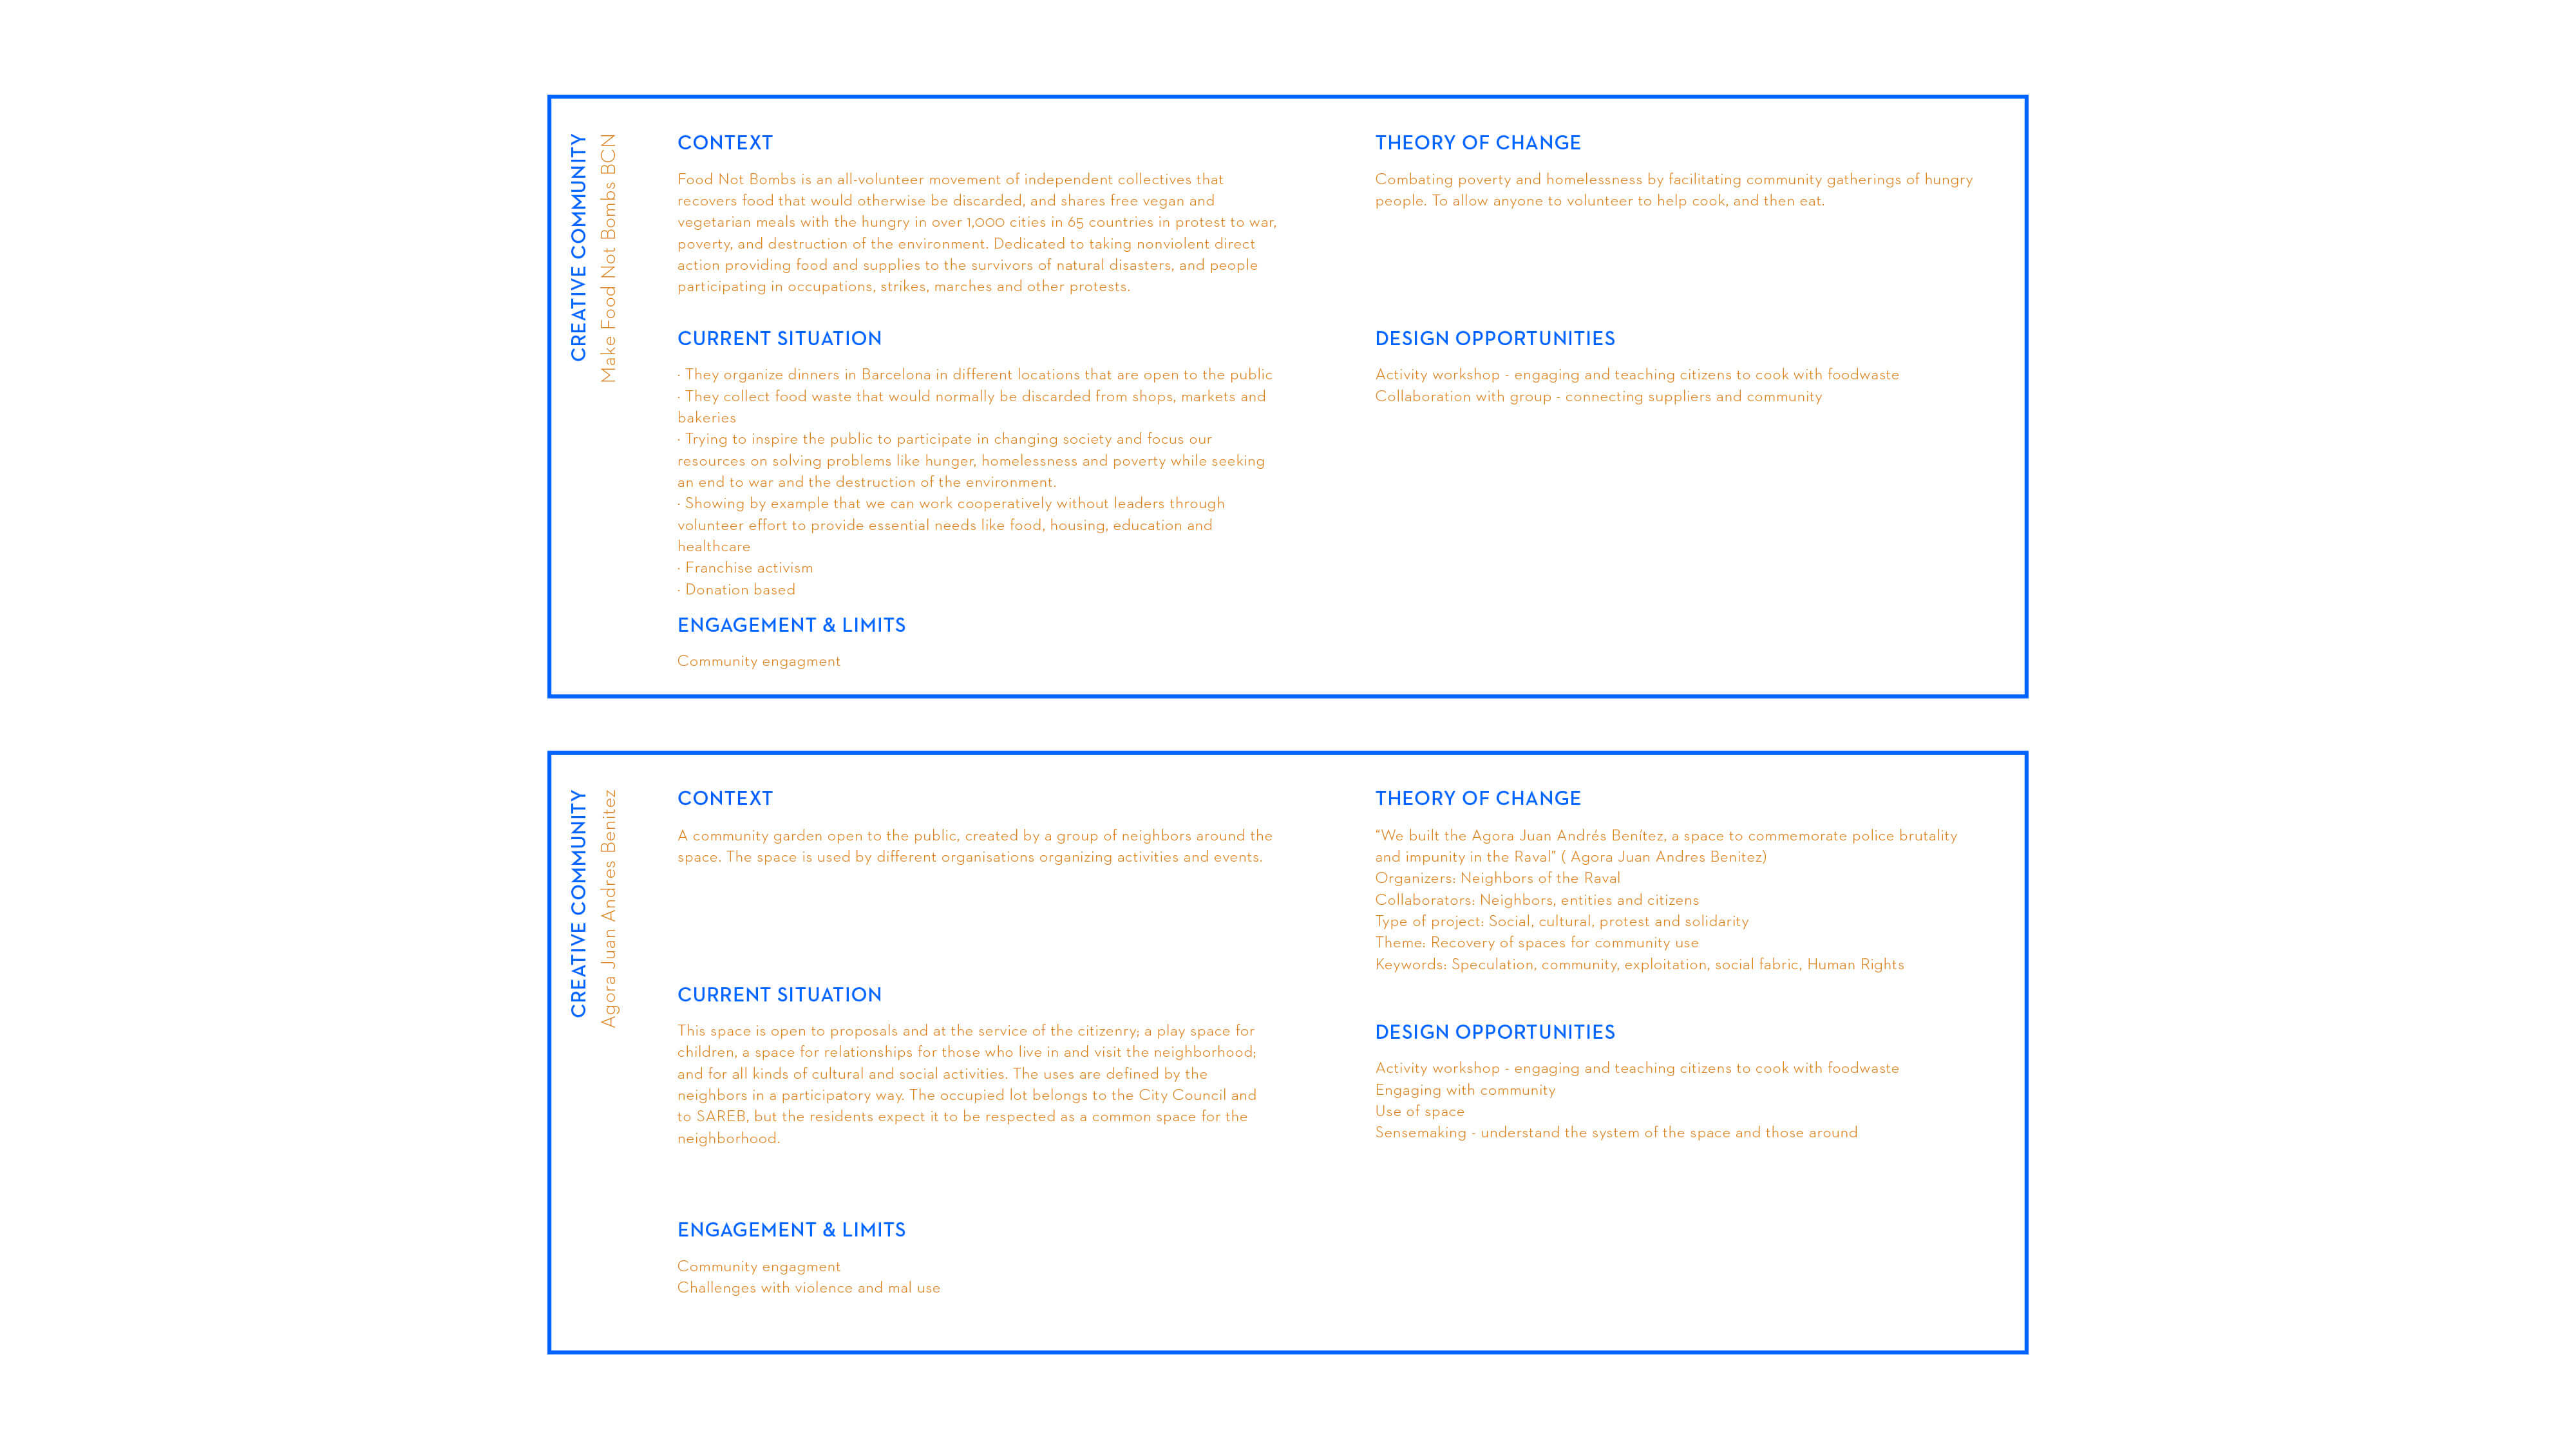 CREATIVE COMMUNITY
Make Food Not Bombs BCN
CONTEXT
Food Not Bombs is an all-volunteer movement of independent collectives that
recovers food that would otherwise be discarded, and shares free vegan and
vegetarian meals with the hungry in over 1,000 cities in 65 countries in protest to war,
poverty, and destruction of the environment. Dedicated to taking nonviolent direct
action providing food and supplies to the survivors of natural disasters, and people
participating in occupations, strikes, marches and other protests.
CURRENT SITUATION
· They organize dinners in Barcelona in different locations that are open to the public
· They collect food waste that would normally be discarded from shops, markets and
bakeries
· Trying to inspire the public to participate in changing society and focus our
resources on solving problems like hunger, homelessness and poverty while seeking
an end to war and the destruction of the environment.
· Showing by example that we can work cooperatively without leaders through
volunteer effort to provide essential needs like food, housing, education and
healthcare
· Franchise activism
· Donation based
ENGAGEMENT & LIMITS
Community engagment
THEORY OF CHANGE
Combating poverty and homelessness by facilitating community gatherings of hungry
people. To allow anyone to volunteer to help cook, and then eat.
DESIGN OPPORTUNITIES
Activity workshop - engaging and teaching citizens to cook with foodwaste
Collaboration with group - connecting suppliers and community
CREATIVE COMMUNITY
Agora Juan Andres Benitez
CONTEXT
A community garden open to the public, created by a group of neighbors around the
space. The space is used by different organisations organizing activities and events.
CURRENT SITUATION
This space is open to proposals and at the service of the citizenry; a play space for
children, a space for relationships for those who live in and visit the neighborhood;
and for all kinds of cultural and social activities. The uses are defined by the
neighbors in a participatory way. The occupied lot belongs to the City Council and
to SAREB, but the residents expect it to be respected as a common space for the
neighborhood.
ENGAGEMENT & LIMITS
Community engagment
Challenges with violence and mal use
THEORY OF CHANGE
"We built the Agora Juan Andrés Benítez, a space to commemorate police brutality
and impunity in the Raval" ( Agora Juan Andres Benitez)
Organizers: Neighbors of the Raval
Collaborators: Neighbors, entities and citizens
Type of project: Social, cultural, protest and solidarity
Theme: Recovery of spaces for community use
Keywords: Speculation, community, exploitation, social fabric, Human Rights
DESIGN OPPORTUNITIES
Activity workshop - engaging and teaching citizens to cook with foodwaste
Engaging with community
Use of space
Sensemaking - understand the system of the space and those around